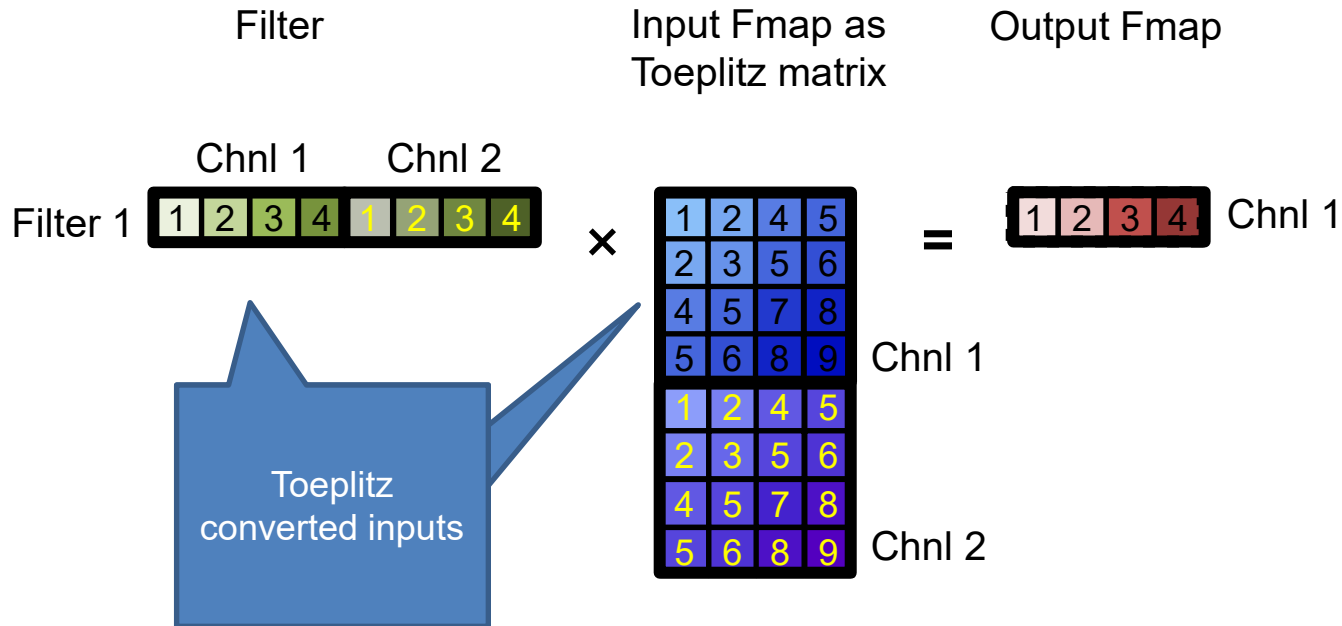 Filter
Input Fmap as
Toeplitz matrix
Output Fmap
Chnl 1 Chnl 2
Filter 1 1 2 3 4 1 2 3 4
×
1 2 4 5
2 3 5 6
4 5 7 8
5 6 8 9
Chnl 1
1 2 4 5
2 3 5 6
4 5 7 8
5 6 8 9
Chnl 2
=
1 2 3 4 Chnl 1
Toeplitz
converted inputs